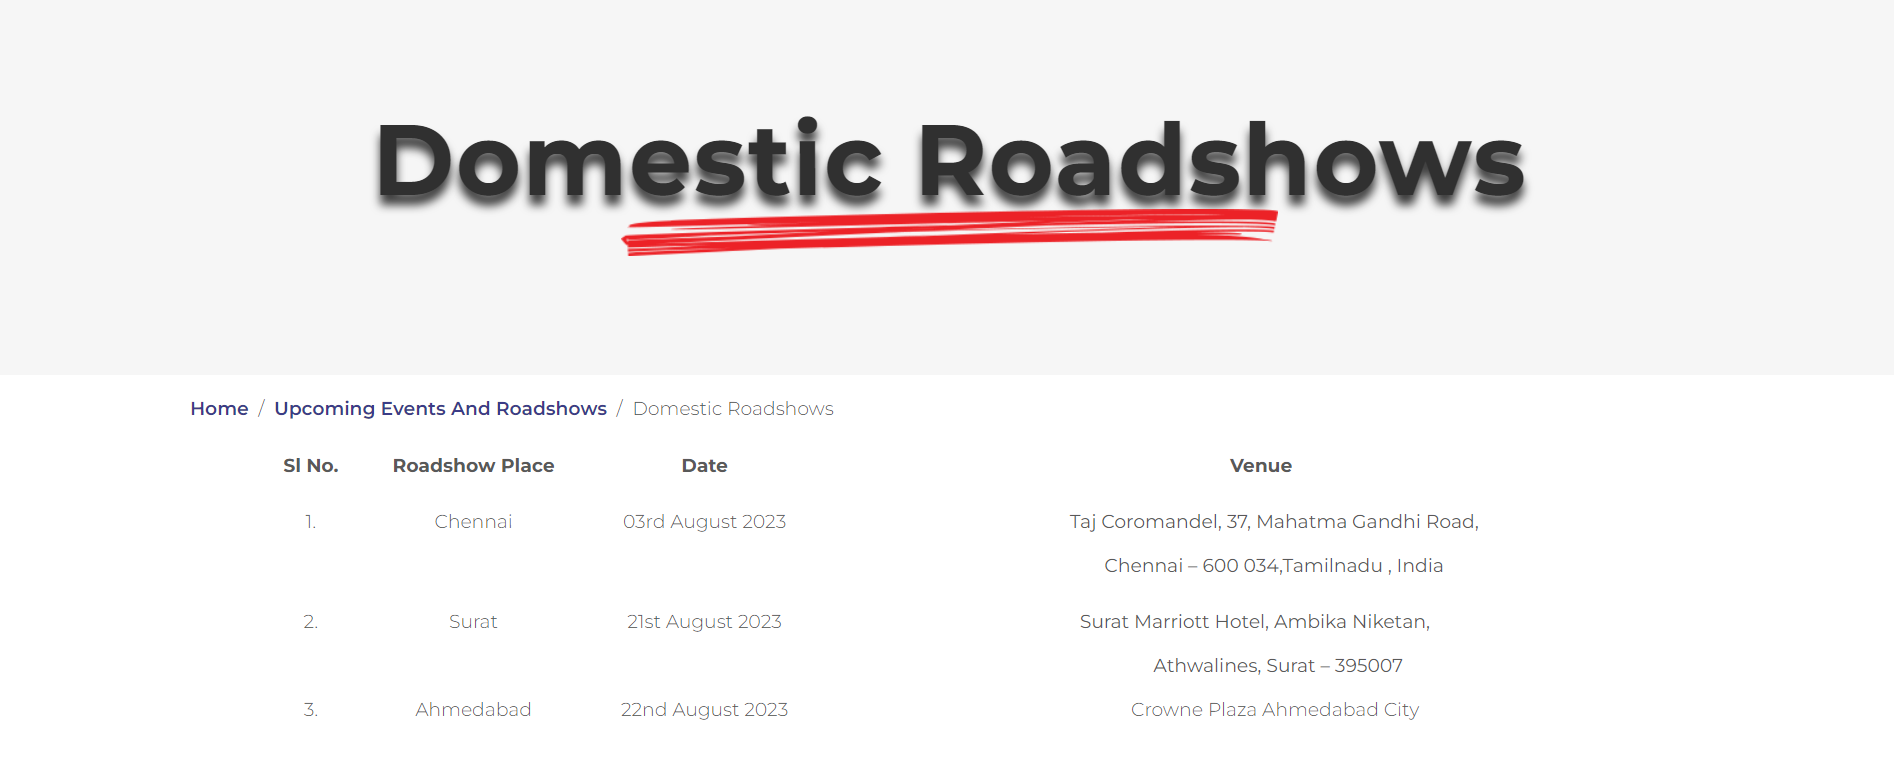 Domestic Roadshows
Home / Upcoming Events And Roadshows / Domestic Roadshows
Sl No. Roadshow Place Date Venue
1. Chennai 03rd August 2023 Taj Coromandel, 37, Mahatma Gandhi Road,
Chennai – 600 034,Tamilnadu , India
2. Surat 21st August 2023 Surat Marriott Hotel, Ambika Niketan,
Athwalines, Surat – 395007
3. Ahmedabad 22nd August 2023 Crowne Plaza Ahmedabad City